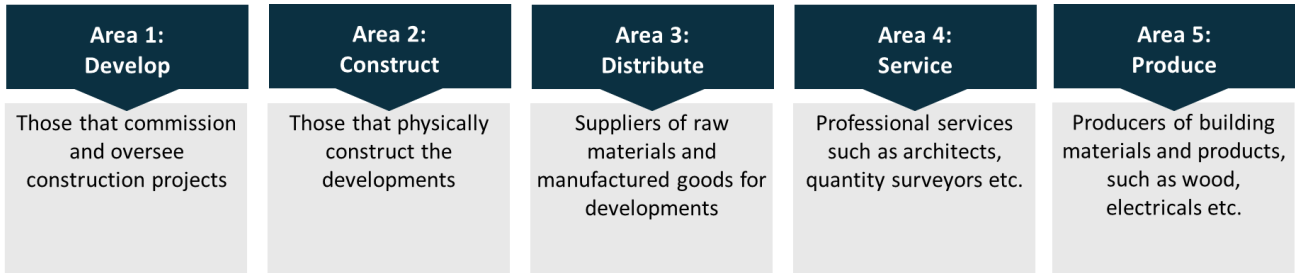 Area 1:
Develop
Those that commission
and oversee
construction projects
Area 2:
Construct
Those that physically
construct the
developments
Area 3:
Distribute
Suppliers of raw
materials and
manufactured goods for
developments
Area 4:
Service
Professional services
such as architects,
quantity surveyors etc.
Area 5:
Produce
Producers of building
materials and products,
such as wood,
electricals etc.